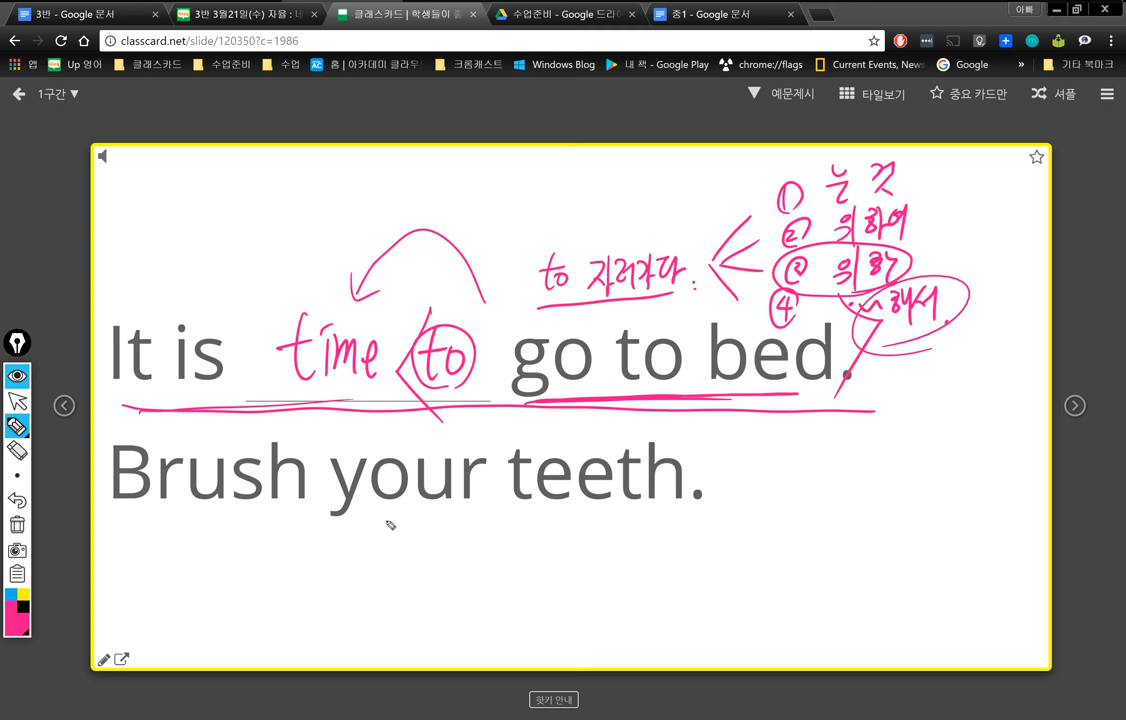 3반 - Google 문서
3반 3월21일(수) 자율 : 네
클래스카드 | 학생들이 좋
수업준비 - Google 드라이
중1 - Google 문서
아빠
classcard.net/slide/120350?c=1986
앱 Up 영어 클래스카드 수업준비 수업 홈 | 아카데미 클라우 크롬캐스트 Windows Blog 내 책 - Google Play chrome://flags Current Events, News Google » 기타 북마크
1구간 ▼ 예문제시 타일보기 중요 카드만 셔플
① 는 것
② 위하여
to 자러가다. ③ 위한
④ ~해서.
It is time to go to bed.
Brush your teeth.
핫키 안내